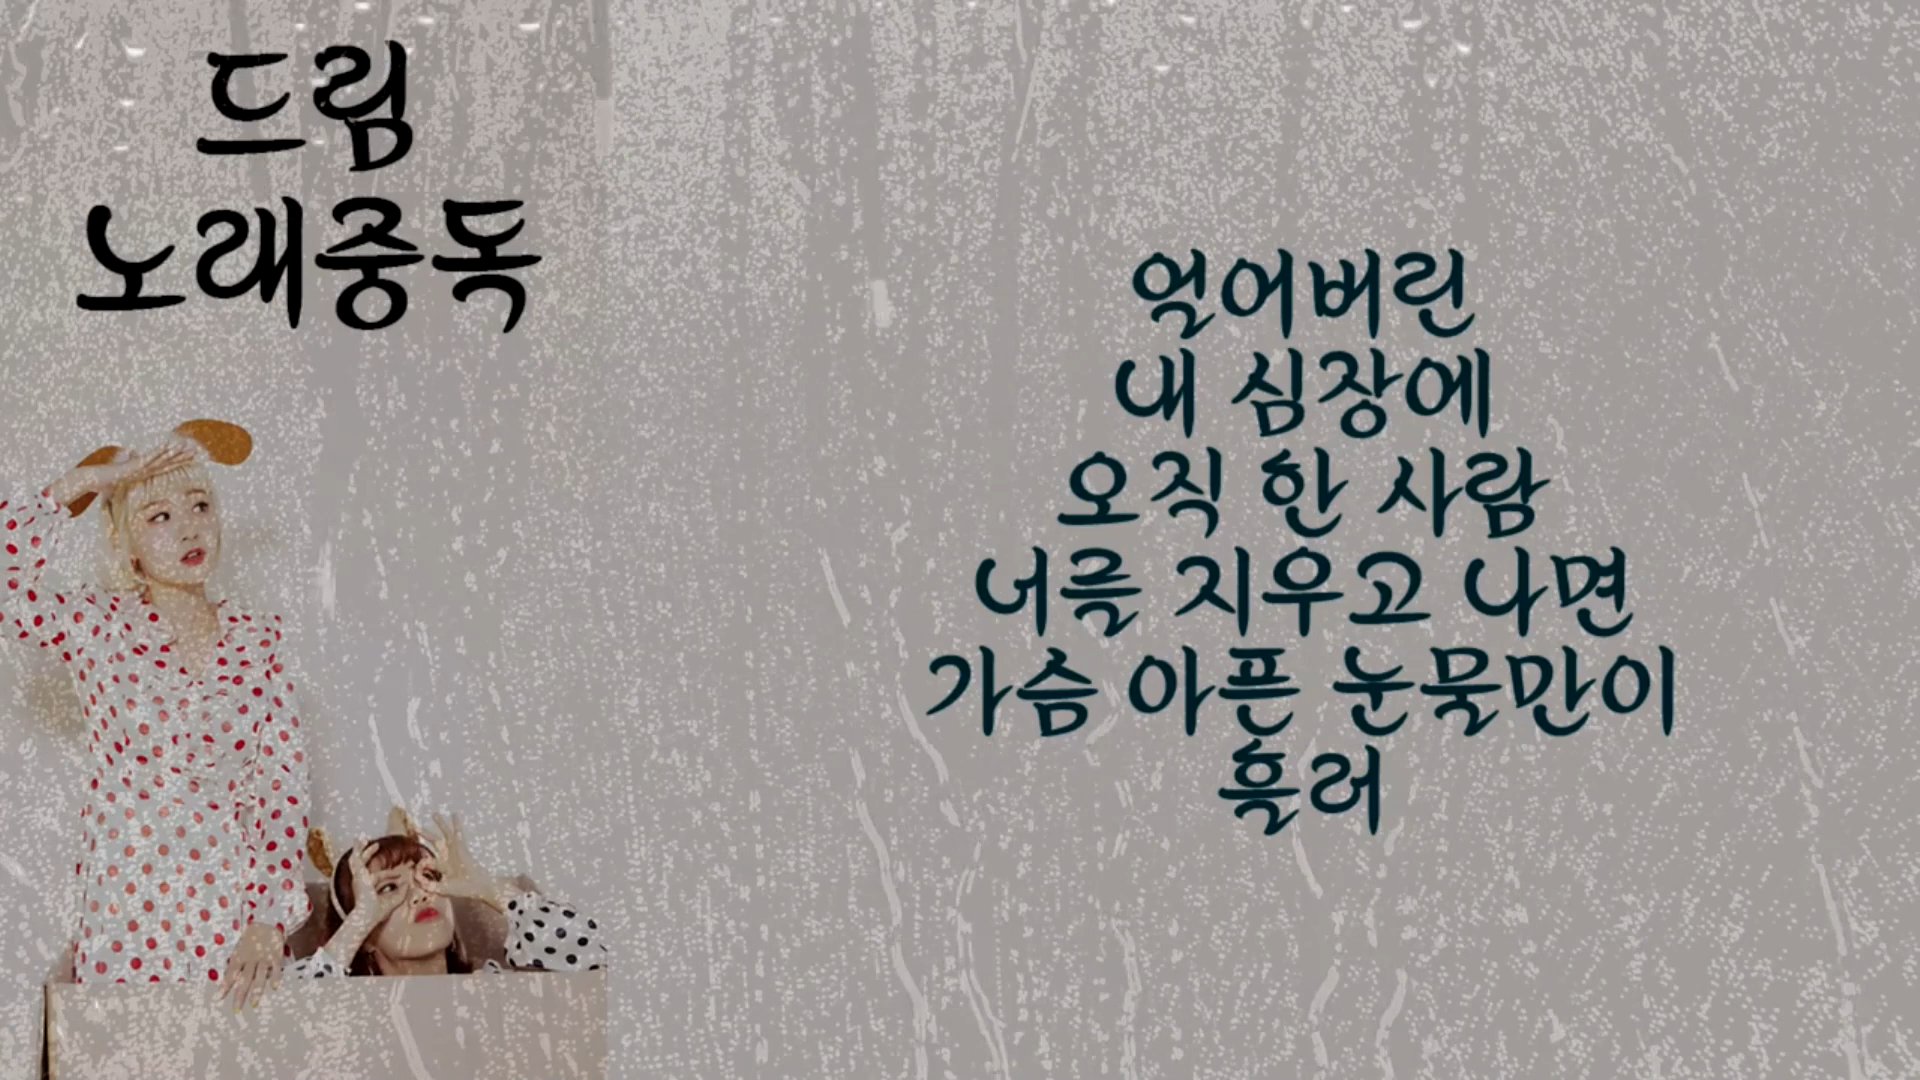 드림
노래중독
얼어버린
내 심장에
오직 한 사람
너를 지우고 나면
가슴 아픈 눈물만이
흘러